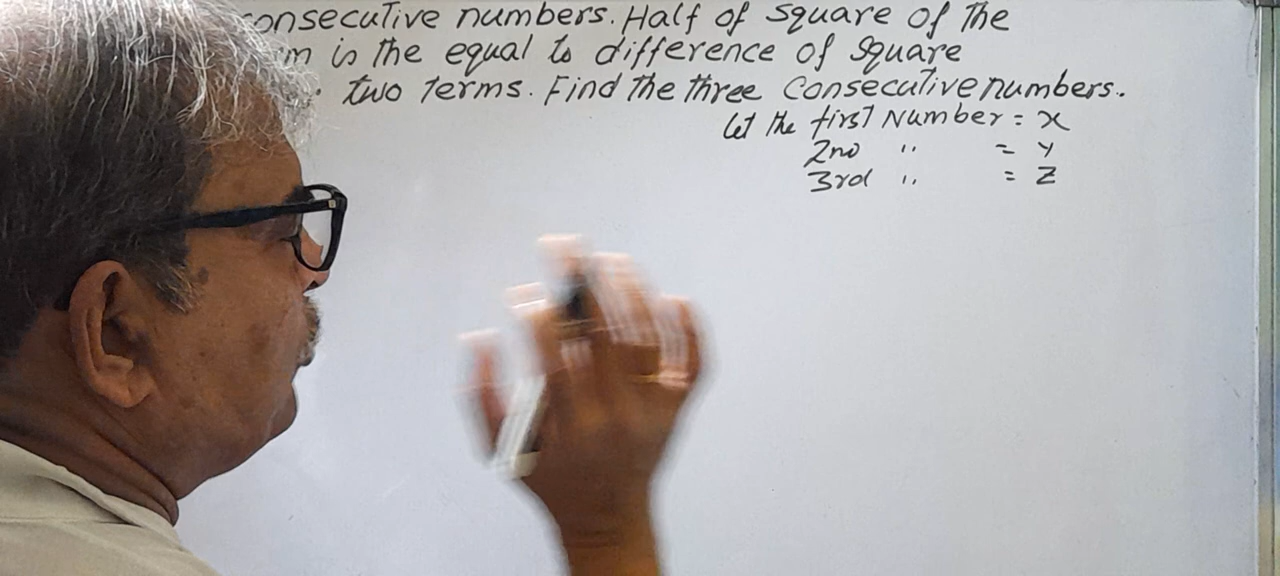 consecutive numbers. Half of square of the
is the equal to difference of square
two terms. Find the three consecutive numbers.
Let the first Number = x
2nd " = y
3rd " = z